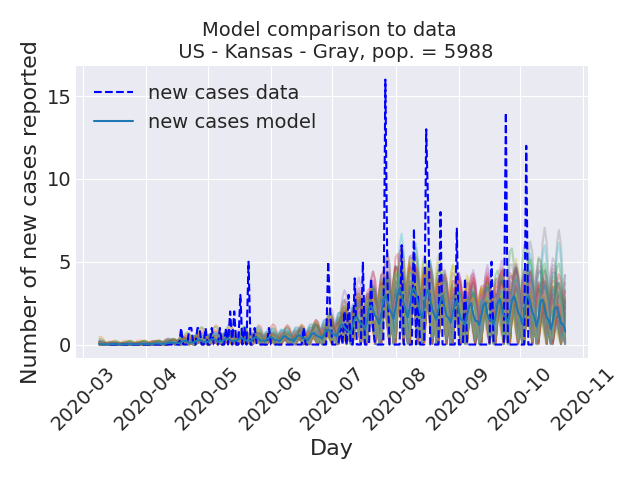 Model comparison to data
US - Kansas - Gray, pop. = 5988
Number of new cases reported
15
10
5
0
new cases data
new cases model
2020-03
2020-04
2020-05
2020-06
2020-07
2020-08
2020-09
2020-10
2020-11
Day